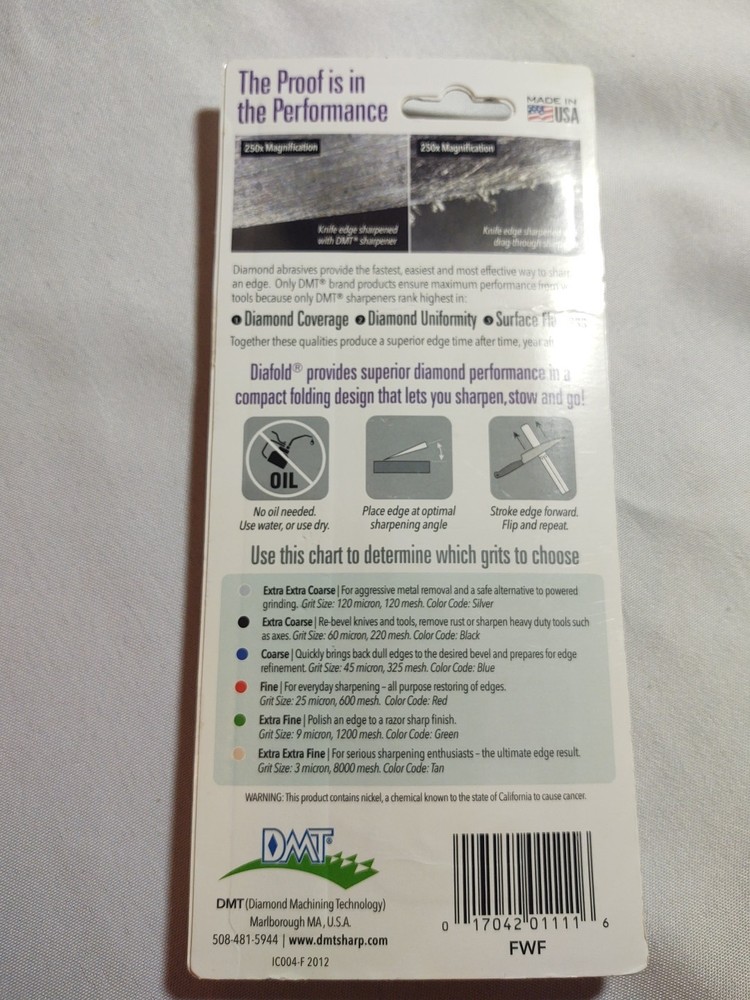 The Proof is in
the Performance
MADE IN
USA
250x Magnification
250x Magnification
Knife edge sharpened
with DMT® sharpener
Knife edge sharpene
drag through
Diamond abrasives provide the fastest, easiest and most effective way to
an edge. Only DMT® brand products ensure maximum performance
tools because only DMT® sharpeners rank highest in:
❶ Diamond Coverage ❷ Diamond Uniformity ❸ Surface
Together these qualities produce a superior edge time after time, year
Diafold® provides superior diamond performance in a
compact folding design that lets you sharpen, stow and go!
OIL
No oil needed.
Use water, or use dry.
Place edge at optimal
sharpening angle
Stroke edge forward.
Flip and repeat.
Use this chart to determine which grits to choose
Extra Extra Coarse | For aggressive metal removal and a safe alternative to powered
grinding. Grit Size: 120 micron, 120 mesh. Color Code: Silver
Extra Coarse | Re-bevel knives and tools, remove rust or sharpen heavy duty tools such
as axes. Grit Size: 60 micron, 220 mesh. Color Code: Black
Coarse | Quickly brings back dull edges to the desired bevel and prepares for edge
refinement. Grit Size: 45 micron, 325 mesh. Color Code: Blue
Fine | For everyday sharpening – all purpose restoring of edges.
Grit Size: 25 micron, 600 mesh. Color Code: Red
Extra Fine | Polish an edge to a razor sharp finish.
Grit Size: 9 micron, 1200 mesh. Color Code: Green
Extra Extra Fine | For serious sharpening enthusiasts – the ultimate edge result.
Grit Size: 3 micron, 8000 mesh. Color Code: Tan
WARNING: This product contains nickel, a chemical known to the state of California to cause cancer.
DMT®
DMT (Diamond Machining Technology)
Marlborough MA, U.S.A.
508-481-5944 | www.dmtsharp.com
IC004-F 2012
0 17042 01111 6
FWF